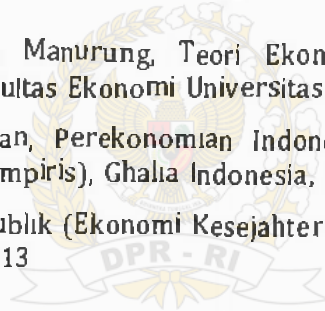 Manurung, Teori Ekon
ultas Ekonomi Universitas
an, Perekonomian Indone
mpiris), Ghalia Indonesia,
ublik (Ekonomi Kesejahter
13
DPR - RI